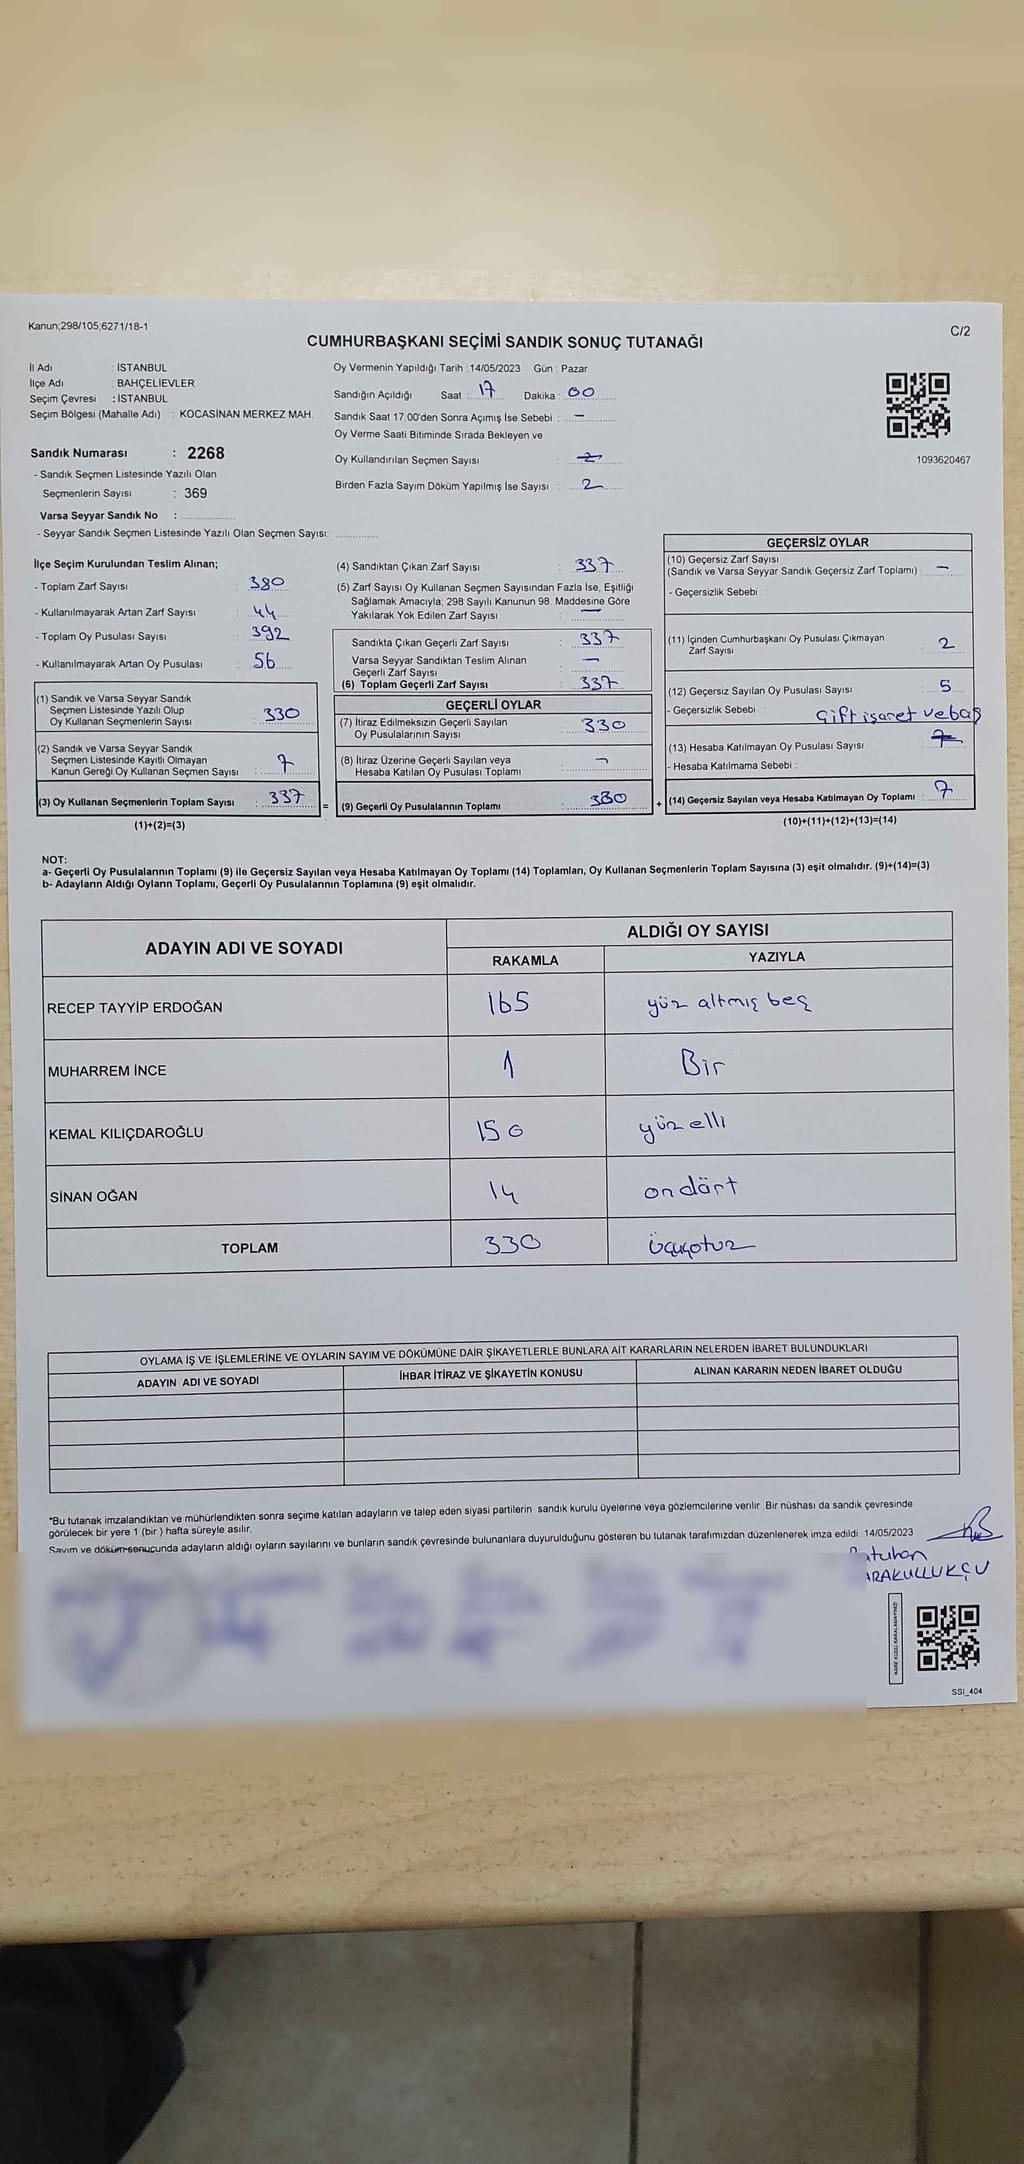 Kanun;298/105,6271/18-1
C/2
CUMHURBAŞKANI SEÇİMİ SANDIK SONUÇ TUTANAĞI
İl Adı : İSTANBUL
İlçe Adı : BAHÇELİEVLER
Seçim Çevresi : İSTANBUL
Seçim Bölgesi (Mahalle Adı) : KOCASİNAN MERKEZ MAH.
Sandık Numarası : 2268
- Sandık Seçmen Listesinde Yazılı Olan
Seçmenlerin Sayısı : 369
Varsa Seyyar Sandık No :
- Seyyar Sandık Seçmen Listesinde Yazılı Olan Seçmen Sayısı:
Oy Vermenin Yapıldığı Tarih : 14/05/2023 Gün : Pazar
Sandığın Açıldığı Saat : 17 Dakika : 00
Sandık Saat 17.00'den Sonra Açımış İse Sebebi : -
Oy Verme Saati Bitiminde Sırada Bekleyen ve
Oy Kullandırılan Seçmen Sayısı :
Birden Fazla Sayım Döküm Yapılmış İse Sayısı : 2
1093620467
İlçe Seçim Kurulundan Teslim Alınan;
- Toplam Zarf Sayısı : 380
- Kullanılmayarak Artan Zarf Sayısı : 44
- Toplam Oy Pusulası Sayısı : 392
- Kullanılmayarak Artan Oy Pusulası : 56
(1) Sandık ve Varsa Seyyar Sandık
Seçmen Listesinde Yazılı Olup
Oy Kullanan Seçmenlerin Sayısı : 330
(2) Sandık ve Varsa Seyyar Sandık
Seçmen Listesinde Kayıtlı Olmayan
Kanun Gereği Oy Kullanan Seçmen Sayısı : 7
(3) Oy Kullanan Seçmenlerin Toplam Sayısı : 337
(1)+(2)=(3)
=
(4) Sandıktan Çıkan Zarf Sayısı : 337
(5) Zarf Sayısı Oy Kullanan Seçmen Sayısından Fazla İse, Eşitliği
Sağlamak Amacıyla; 298 Sayılı Kanunun 98. Maddesine Göre
Yakılarak Yok Edilen Zarf Sayısı : -
Sandıkta Çıkan Geçerli Zarf Sayısı : 337
Varsa Seyyar Sandıktan Teslim Alınan
Geçerli Zarf Sayısı : -
(6) Toplam Geçerli Zarf Sayısı : 337
GEÇERLİ OYLAR
(7) İtiraz Edilmeksizin Geçerli Sayılan
Oy Pusulalarının Sayısı : 330
(8) İtiraz Üzerine Geçerli Sayılan veya
Hesaba Katılan Oy Pusulası Toplamı : -
(9) Geçerli Oy Pusulalarının Toplamı : 330
+
GEÇERSİZ OYLAR
(10) Geçersiz Zarf Sayısı
(Sandık ve Varsa Seyyar Sandık Geçersiz Zarf Toplamı) : -
- Geçersizlik Sebebi :
(11) İçinden Cumhurbaşkanı Oy Pusulası Çıkmayan
Zarf Sayısı : 2
(12) Geçersiz Sayılan Oy Pusulası Sayısı : 5
- Geçersizlik Sebebi : Çift işaret ve baş
(13) Hesaba Katılmayan Oy Pusulası Sayısı :
- Hesaba Katılmama Sebebi :
(14) Geçersiz Sayılan veya Hesaba Katılmayan Oy Toplamı : 7
(10)+(11)+(12)+(13)=(14)
NOT:
a- Geçerli Oy Pusulalarının Toplamı (9) ile Geçersiz Sayılan veya Hesaba Katılmayan Oy Toplamı (14) Toplamları, Oy Kullanan Seçmenlerin Toplam Sayısına (3) eşit olmalıdır. (9)+(14)=(3)
b- Adayların Aldığı Oyların Toplamı, Geçerli Oy Pusulalarının Toplamına (9) eşit olmalıdır.
ADAYIN ADI VE SOYADI
ALDIĞI OY SAYISI
RAKAMLA YAZIYLA
RECEP TAYYİP ERDOĞAN 165 yüz altmış beş
MUHARREM İNCE 1 Bir
KEMAL KILIÇDAROĞLU 150 yüz elli
SİNAN OĞAN 14 on dört
TOPLAM 330 üçyüzotuz
OYLAMA İŞ VE İŞLEMLERİNE VE OYLARIN SAYIM VE DÖKÜMÜNE DAİR ŞİKAYETLERLE BUNLARA AİT KARARLARIN NELERDEN İBARET BULUNDUKLARI
ADAYIN ADI VE SOYADI İHBAR İTİRAZ VE ŞİKAYETİN KONUSU ALINAN KARARIN NEDEN İBARET OLDUĞU
*Bu tutanak imzalandıktan ve mühürlendikten sonra seçime katılan adayların ve talep eden siyasi partilerin sandık kurulu üyelerine veya gözlemcilerine verilir. Bir nüshası da sandık çevresinde
görülecek bir yere 1 (bir ) hafta süreyle asılır.
Sayım ve döküm sonucunda adayların aldığı oyların sayılarını ve bunların sandık çevresinde bulunanlara duyurulduğunu gösteren bu tutanak tarafımızdan düzenlenerek imza edildi. 14/05/2023
Batuhan
KARAKULLUKÇU
SSI_404